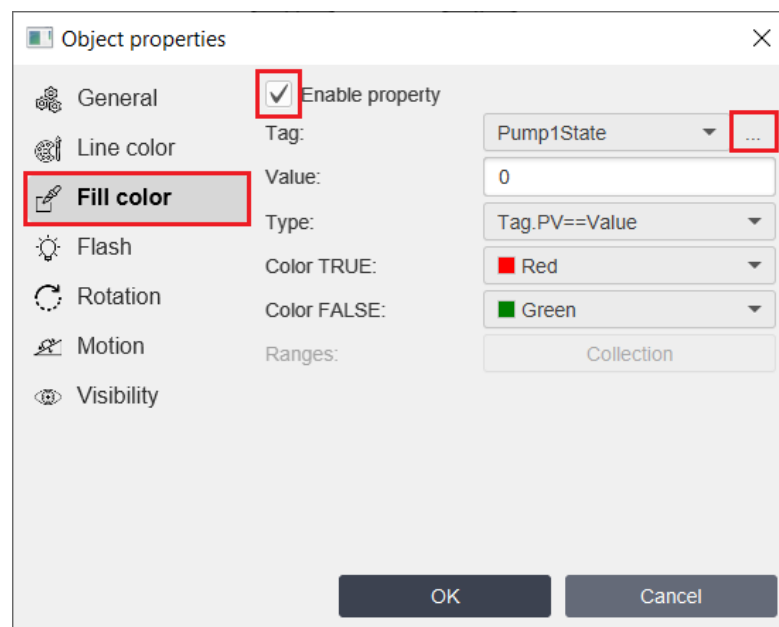 Object properties
General
Line color
Fill color
Flash
Rotation
Motion
Visibility
Enable property
Tag: Pump1State ...
Value: 0
Type: Tag.PV==Value
Color TRUE: Red
Color FALSE: Green
Ranges: Collection
OK Cancel